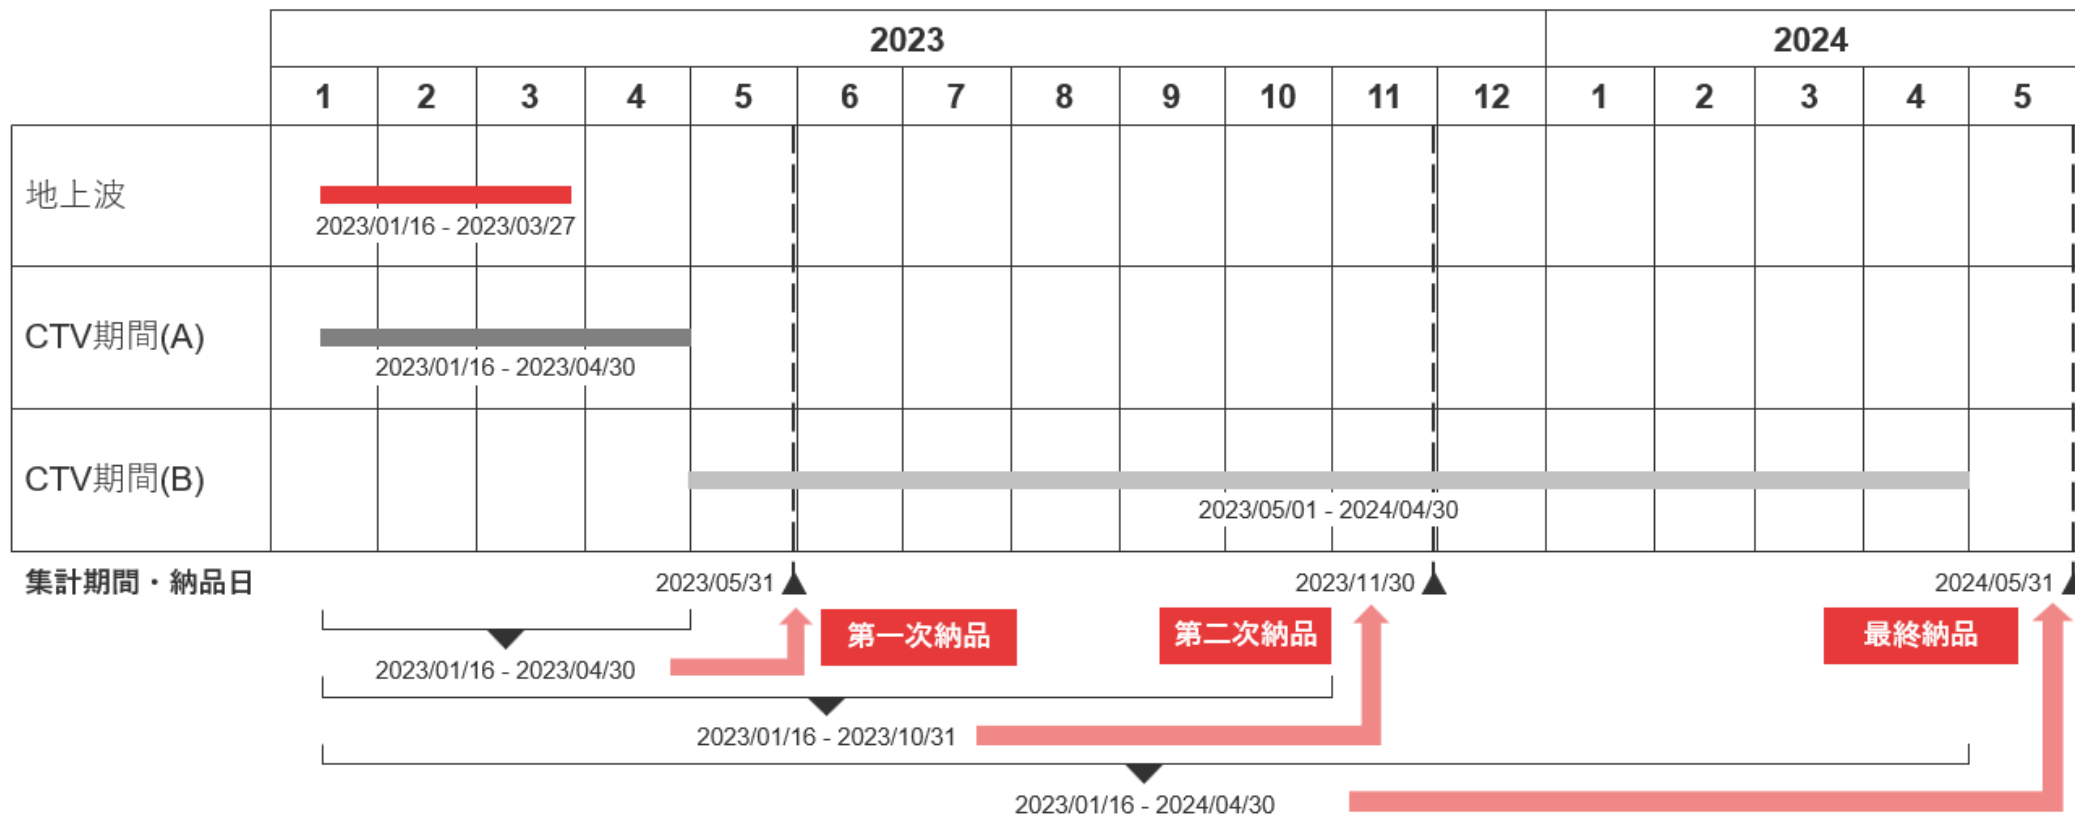 2023 2024
1 2 3 4 5 6 7 8 9 10 11 12 1 2 3 4 5
地上波
2023/01/16 - 2023/03/27
CTV期間(A)
2023/01/16 - 2023/04/30
CTV期間(B)
2023/05/01 - 2024/04/30
集計期間・納品日 2023/05/31 2023/11/30 2024/05/31
第一次納品 第二次納品 最終納品
2023/01/16 - 2023/04/30
2023/01/16 - 2023/10/31
2023/01/16 - 2024/04/30